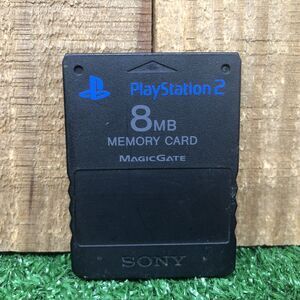 PlayStation 2
8MB
MEMORY CARD
MAGICGATE
SONY